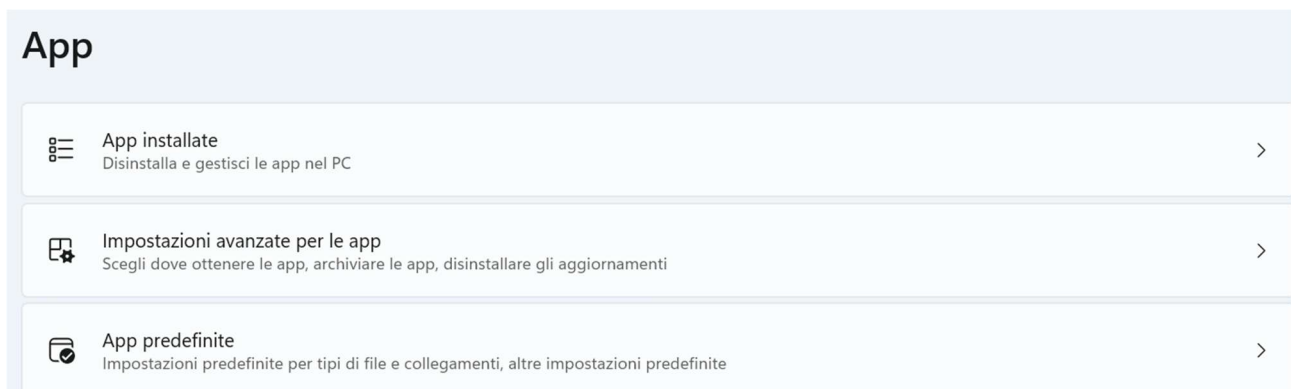 App
App installate
Disinstalla e gestisci le app nel PC
Impostazioni avanzate per le app
Scegli dove ottenere le app, archiviare le app, disinstallare gli aggiornamenti
App predefinite
Impostazioni predefinite per tipi di file e collegamenti, altre impostazioni predefinite